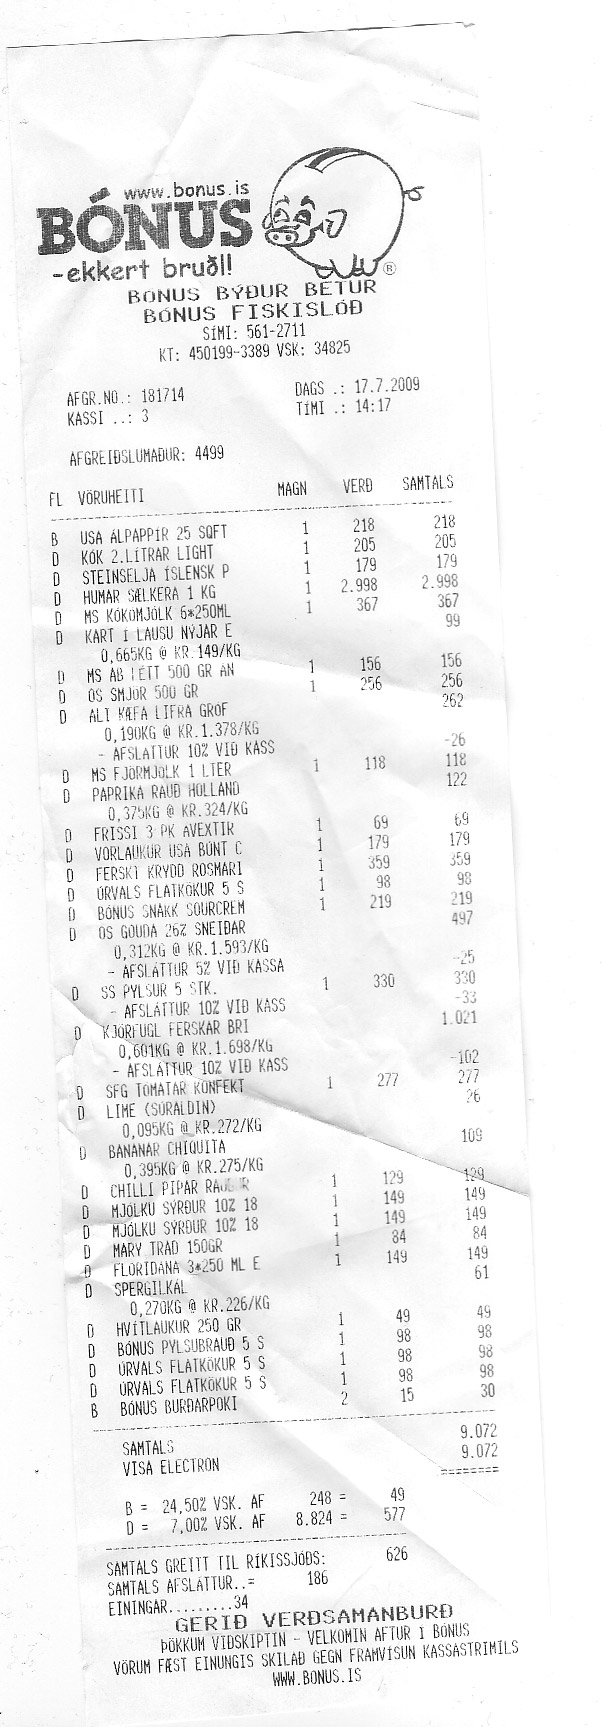 www.bonus.is
BÓNUS
-ekkert bruðl!
®
BÓNUS BÝÐUR BETUR
BÓNUS FISKISLÓÐ
SÍMI: 561-2711
KT: 450199-3389 VSK: 34825
AFGR.NO.: 181714 DAGS .: 17.7.2009
KASSI ..: 3 TÍMI .: 14:17
AFGREIÐSLUMAÐUR: 4499
FL VÖRUHEITI MAGN VERÐ SAMTALS
B USA ÁLPAPPÍR 25 SQFT 1 218 218
D KÓK 2.LÍTRAR LIGHT 1 205 205
D STEINSELJA ÍSLENSK P 1 179 179
D HUMAR SÆLKERA 1 KG 1 2.998 2.998
D MS KÓKÓMJÓLK 6*250ML 1 367 367
D KART Í LAUSU NÝJAR E 99
0,665KG @ KR.149/KG
D MS AB LÉTT 500 GR ÁN 1 156 156
D OS SMJÖR 500 GR 1 256 256
D ALI KÆFA LIFRA GRÓF 262
0,190KG @ KR.1.378/KG
- AFSLÁTTUR 10% VIÐ KASS -26
D MS FJÖRMJÓLK 1 LTER 1 118 118
D PAPRIKA RAUÐ HOLLAND 122
0,375KG @ KR.324/KG
D FRISSI 3 PK ÁVEXTIR 1 69 69
D VORLAUKUR USA BÚNT C 1 179 179
D FERSKT KRYDD ROSMARI 1 359 359
D ÚRVALS FLATKÖKUR 5 S 1 98 98
D BÓNUS SNAKK SOURCREM 1 219 219
D OS GOUDA 26% SNEIÐAR 497
0,312KG @ KR.1.593/KG
- AFSLÁTTUR 5% VIÐ KASSA -25
D SS PYLSUR 5 STK. 1 330 330
- AFSLÁTTUR 10% VIÐ KASS -33
D KJÖRFUGL FERSKAR BRI 1.021
0,601KG @ KR.1.698/KG
- AFSLÁTTUR 10% VIÐ KASS -102
D SFG TÓMATAR KONFEKT 1 277 277
D LIME (SÚRALDIN) 26
0,095KG @ KR.272/KG
D BANANAR CHIQUITA 109
0,395KG @ KR.275/KG
D CHILLI PIPAR 1 129 129
D MJÓLKU SÝRÐUR 10% 18 1 149 149
D MJÓLKU SÝRÐUR 10% 18 1 149 149
D MARY TRAD 150GR 1 84 84
D FLORIDANA 3*250 ML E 1 149 149
D SPERGILKÁL 61
0,270KG @ KR.226/KG
D HVÍTLAUKUR 250 GR 1 49 49
D BÓNUS PYLSUBRAUÐ 5 S 1 98 98
D ÚRVALS FLATKÖKUR 5 S 1 98 98
D ÚRVALS FLATKÖKUR 5 S 1 98 98
B BÓNUS BURÐARPOKI 2 15 30
SAMTALS 9.072
VISA ELECTRON 9.072
========
B = 24,50% VSK. AF 248 = 49
D = 7,00% VSK. AF 8.824 = 577
SAMTALS GREITT TIL RÍKISSJÓÐS: 626
SAMTALS AFSLÁTTUR..= 186
EININGAR.........34
GERIÐ VERÐSAMANBURÐ
ÞÖKKUM VIÐSKIPTIN - VELKOMIN AFTUR Í BÓNUS
VÖRUM FÆST EINUNGIS SKILAÐ GEGN FRAMVÍSUN KASSASTRIMILS
WWW.BONUS.IS